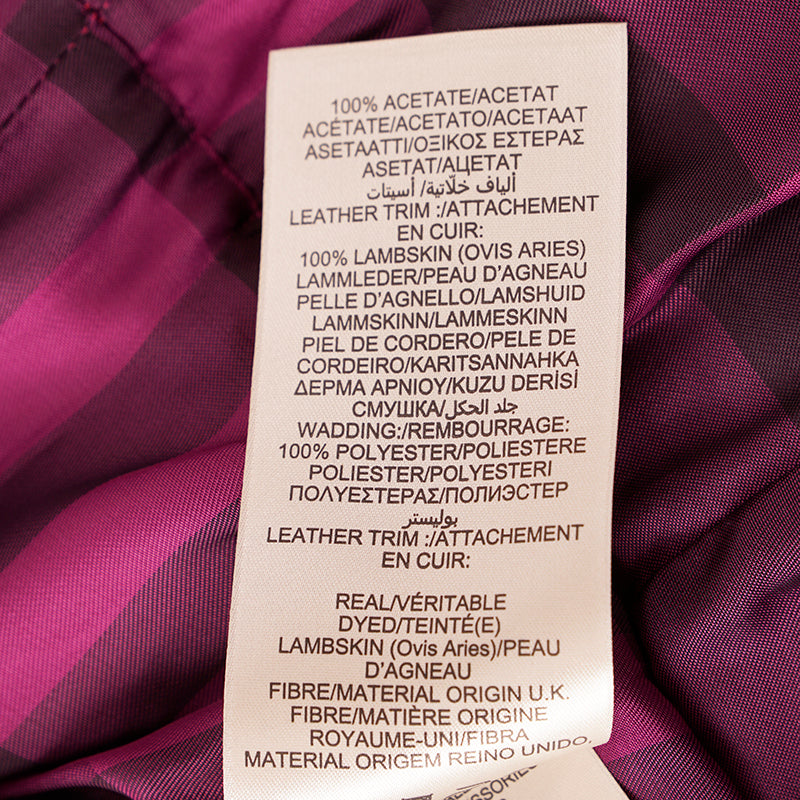 100% ACETATE/ACETAT
ACÉTATE/ACETATO/ACETAAT
ASETAATTI/ΟΞΙΚΟΣ ΕΣΤΕΡΑΣ
ASETAT/АЦЕТАТ
ألياف خلّاتية/ أسيتات
LEATHER TRIM :/ATTACHEMENT
EN CUIR:
100% LAMBSKIN (OVIS ARIES)
LAMMLEDER/PEAU D'AGNEAU
PELLE D'AGNELLO/LAMSHUID
LAMMSKINN/LAMMESKINN
PIEL DE CORDERO/PELE DE
CORDEIRO/KARITSANNAHKA
ΔΕΡΜΑ ΑΡΝΙΟΥ/KUZU DERİSİ
СМУШКА/جلد الحكل
WADDING:/REMBOURRAGE:
100% POLYESTER/POLIESTERE
POLIESTER/POLYESTERI
ΠΟΛΥΕΣΤΕΡΑΣ/ПОЛИЭСТЕР
بوليستر
LEATHER TRIM :/ATTACHEMENT
EN CUIR:
REAL/VÉRITABLE
DYED/TEINTÉ(E)
LAMBSKIN (Ovis Aries)/PEAU
D'AGNEAU
FIBRE/MATERIAL ORIGIN U.K.
FIBRE/MATIÈRE ORIGINE
ROYAUME-UNI/FIBRA
MATERIAL ORIGEM REINO UNIDO,